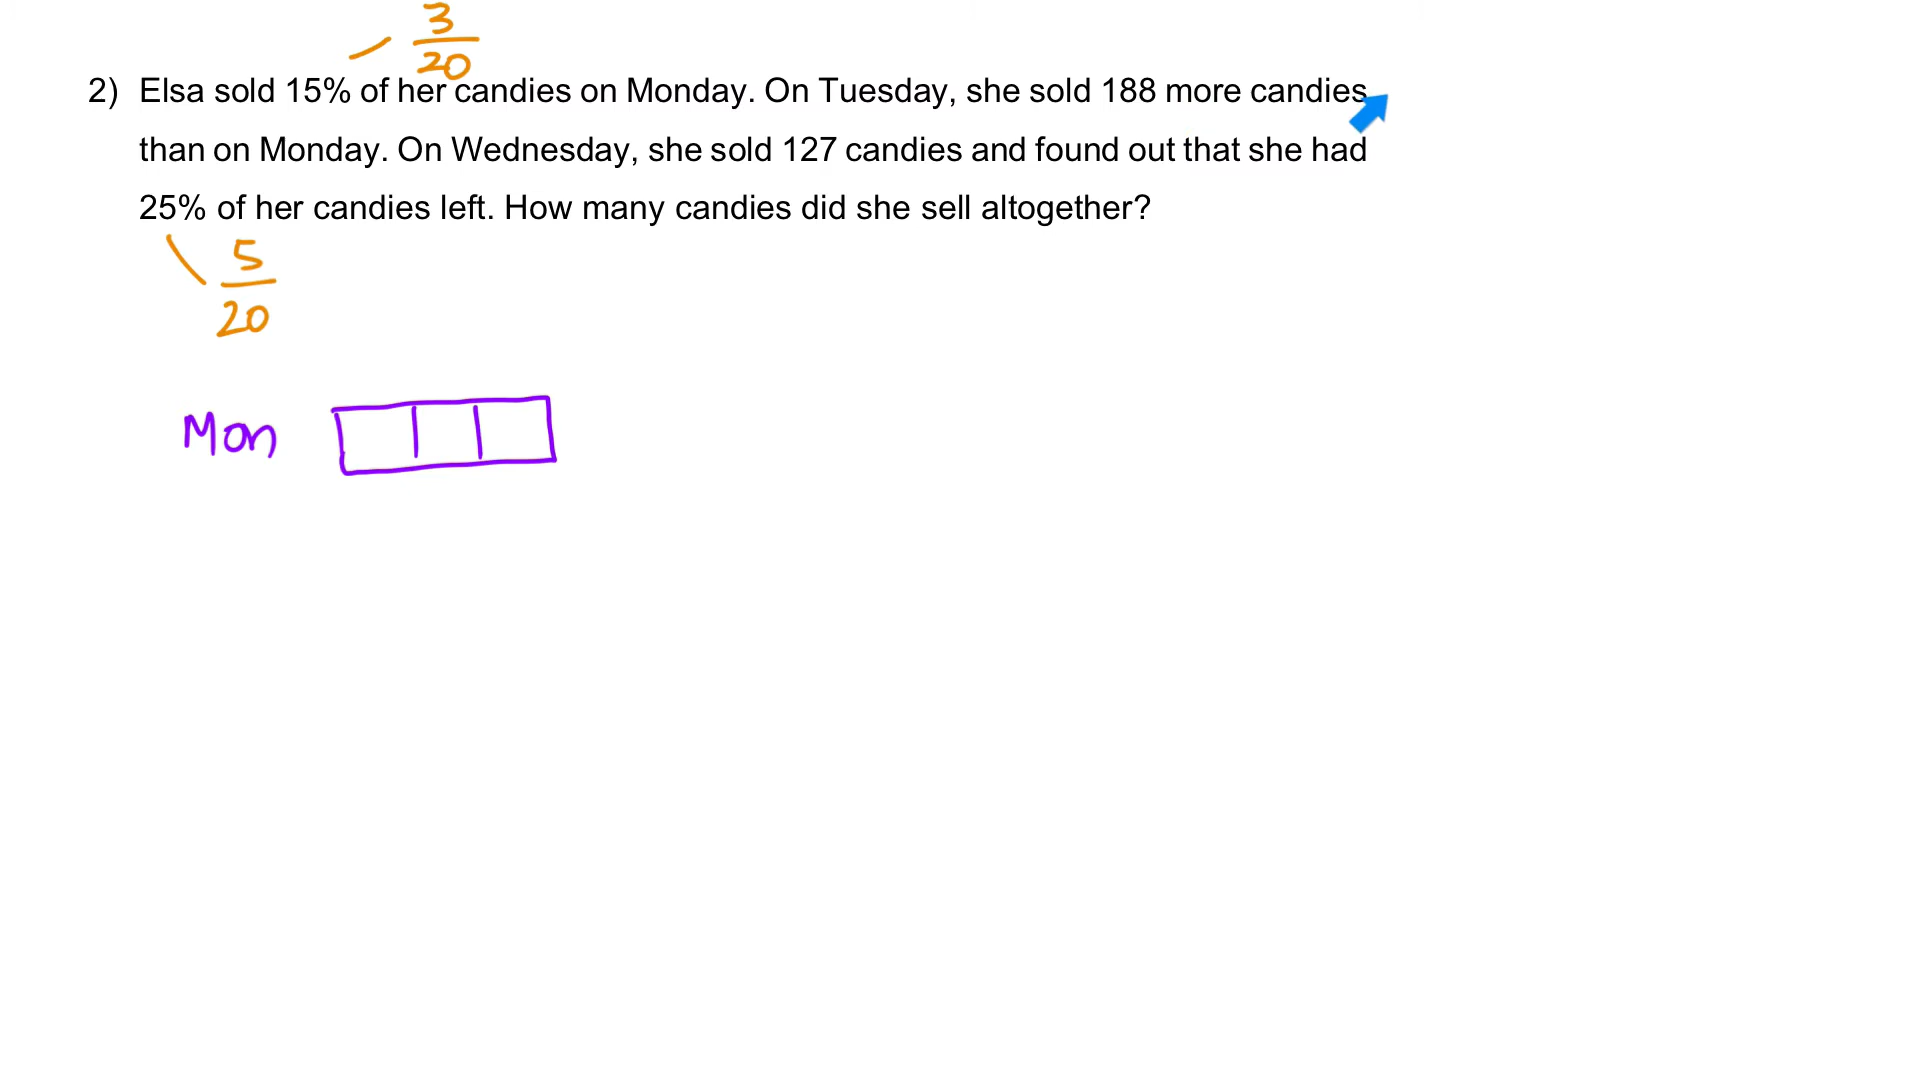 3
20
2) Elsa sold 15% of her candies on Monday. On Tuesday, she sold 188 more candies
than on Monday. On Wednesday, she sold 127 candies and found out that she had
25% of her candies left. How many candies did she sell altogether?
5
20
Mon